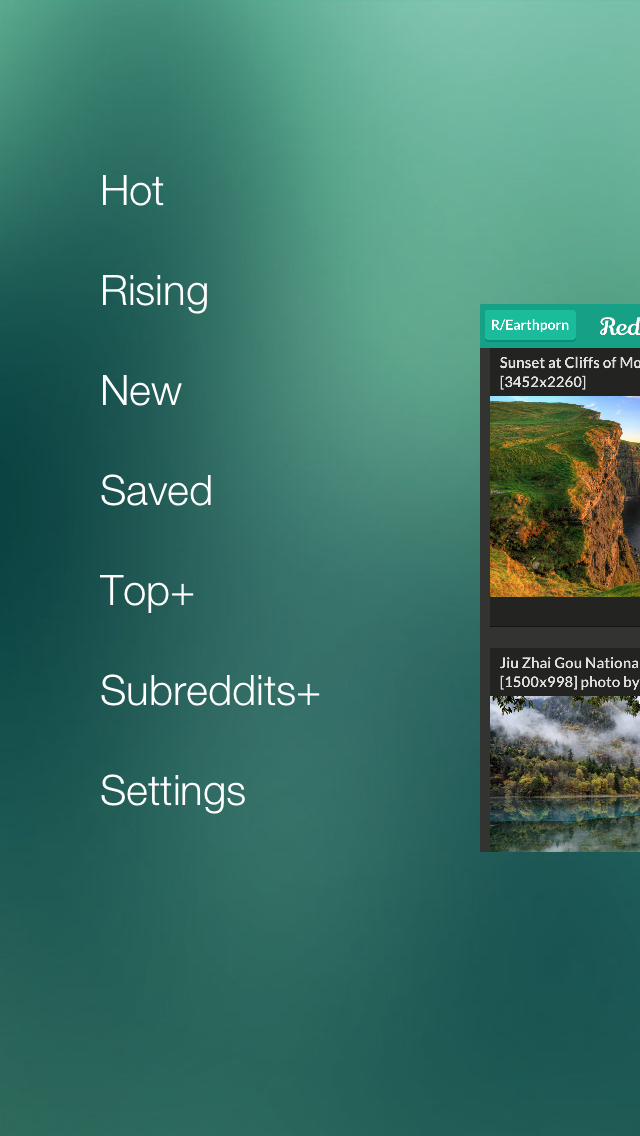 Hot
Rising
New
Saved
Top+
Subreddits+
Settings
R/Earthporn
Red
Sunset at Cliffs of Mo
[3452x2260]
Jiu Zhai Gou Nationa
[1500x998] photo by